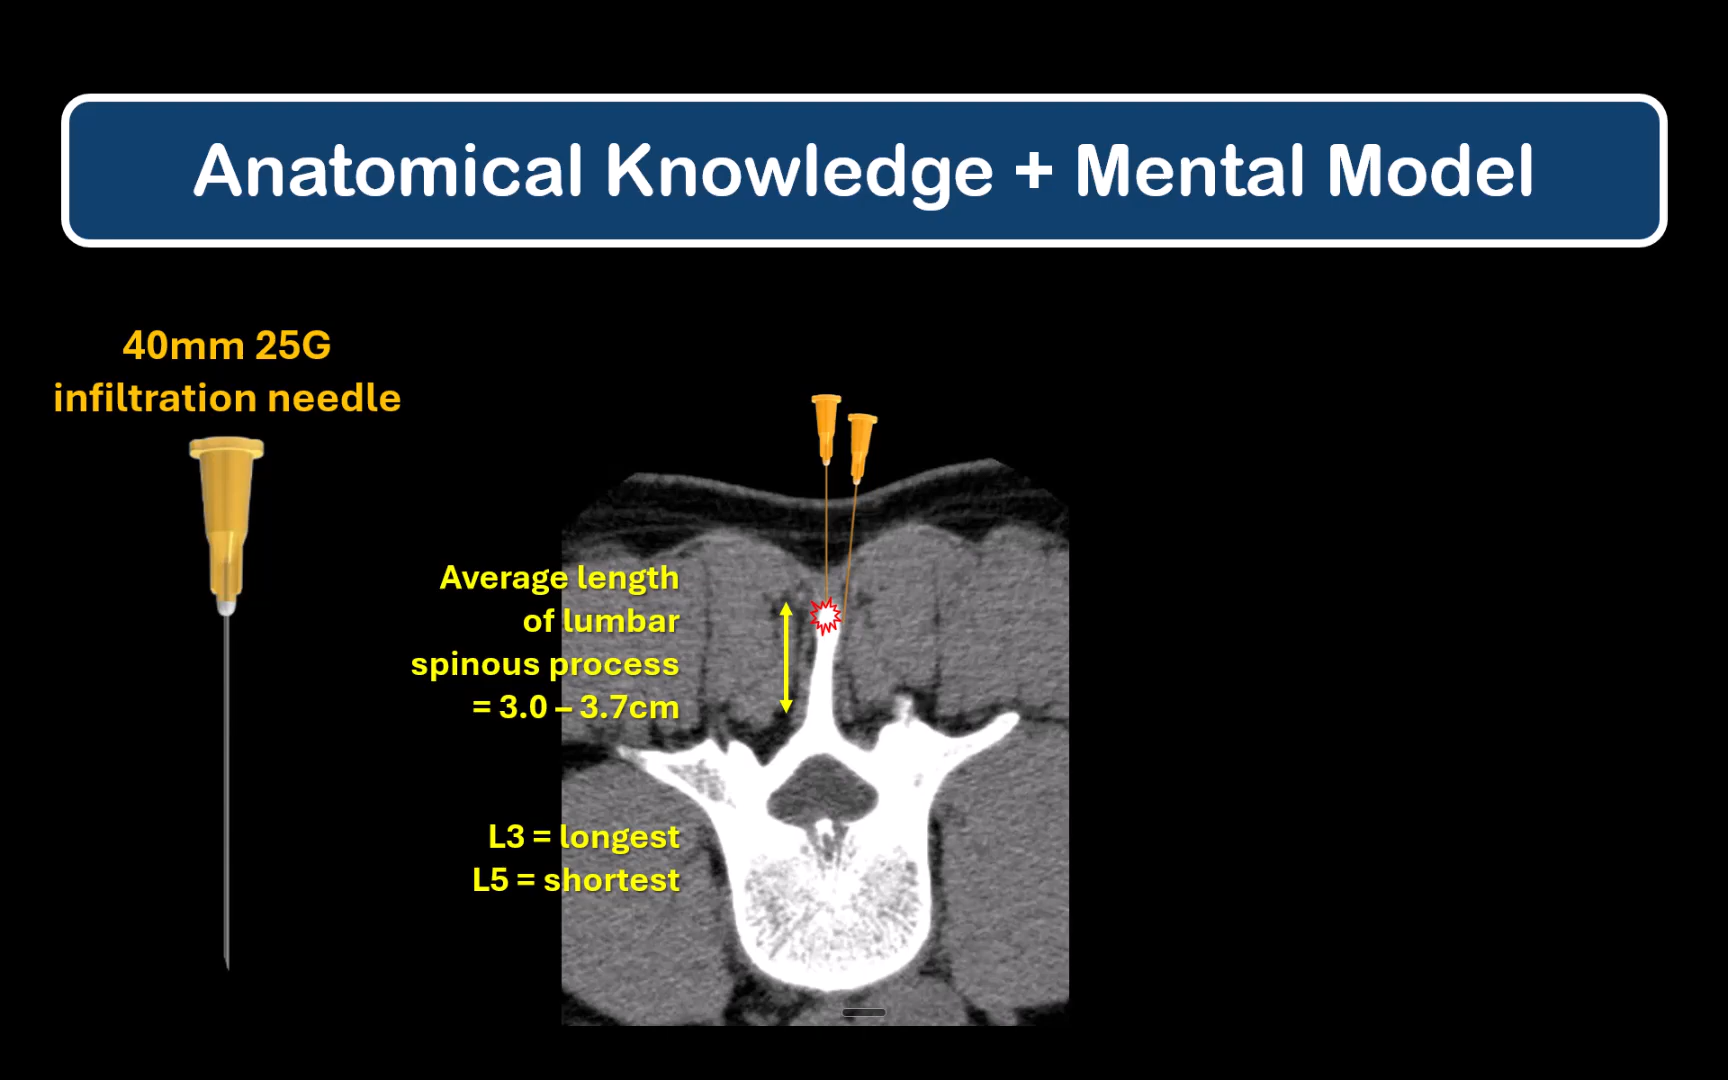 Anatomical Knowledge + Mental Model
40mm 25G
infiltration needle
Average length
of lumbar
spinous process
= 3.0 – 3.7cm
L3 = longest
L5 = shortest